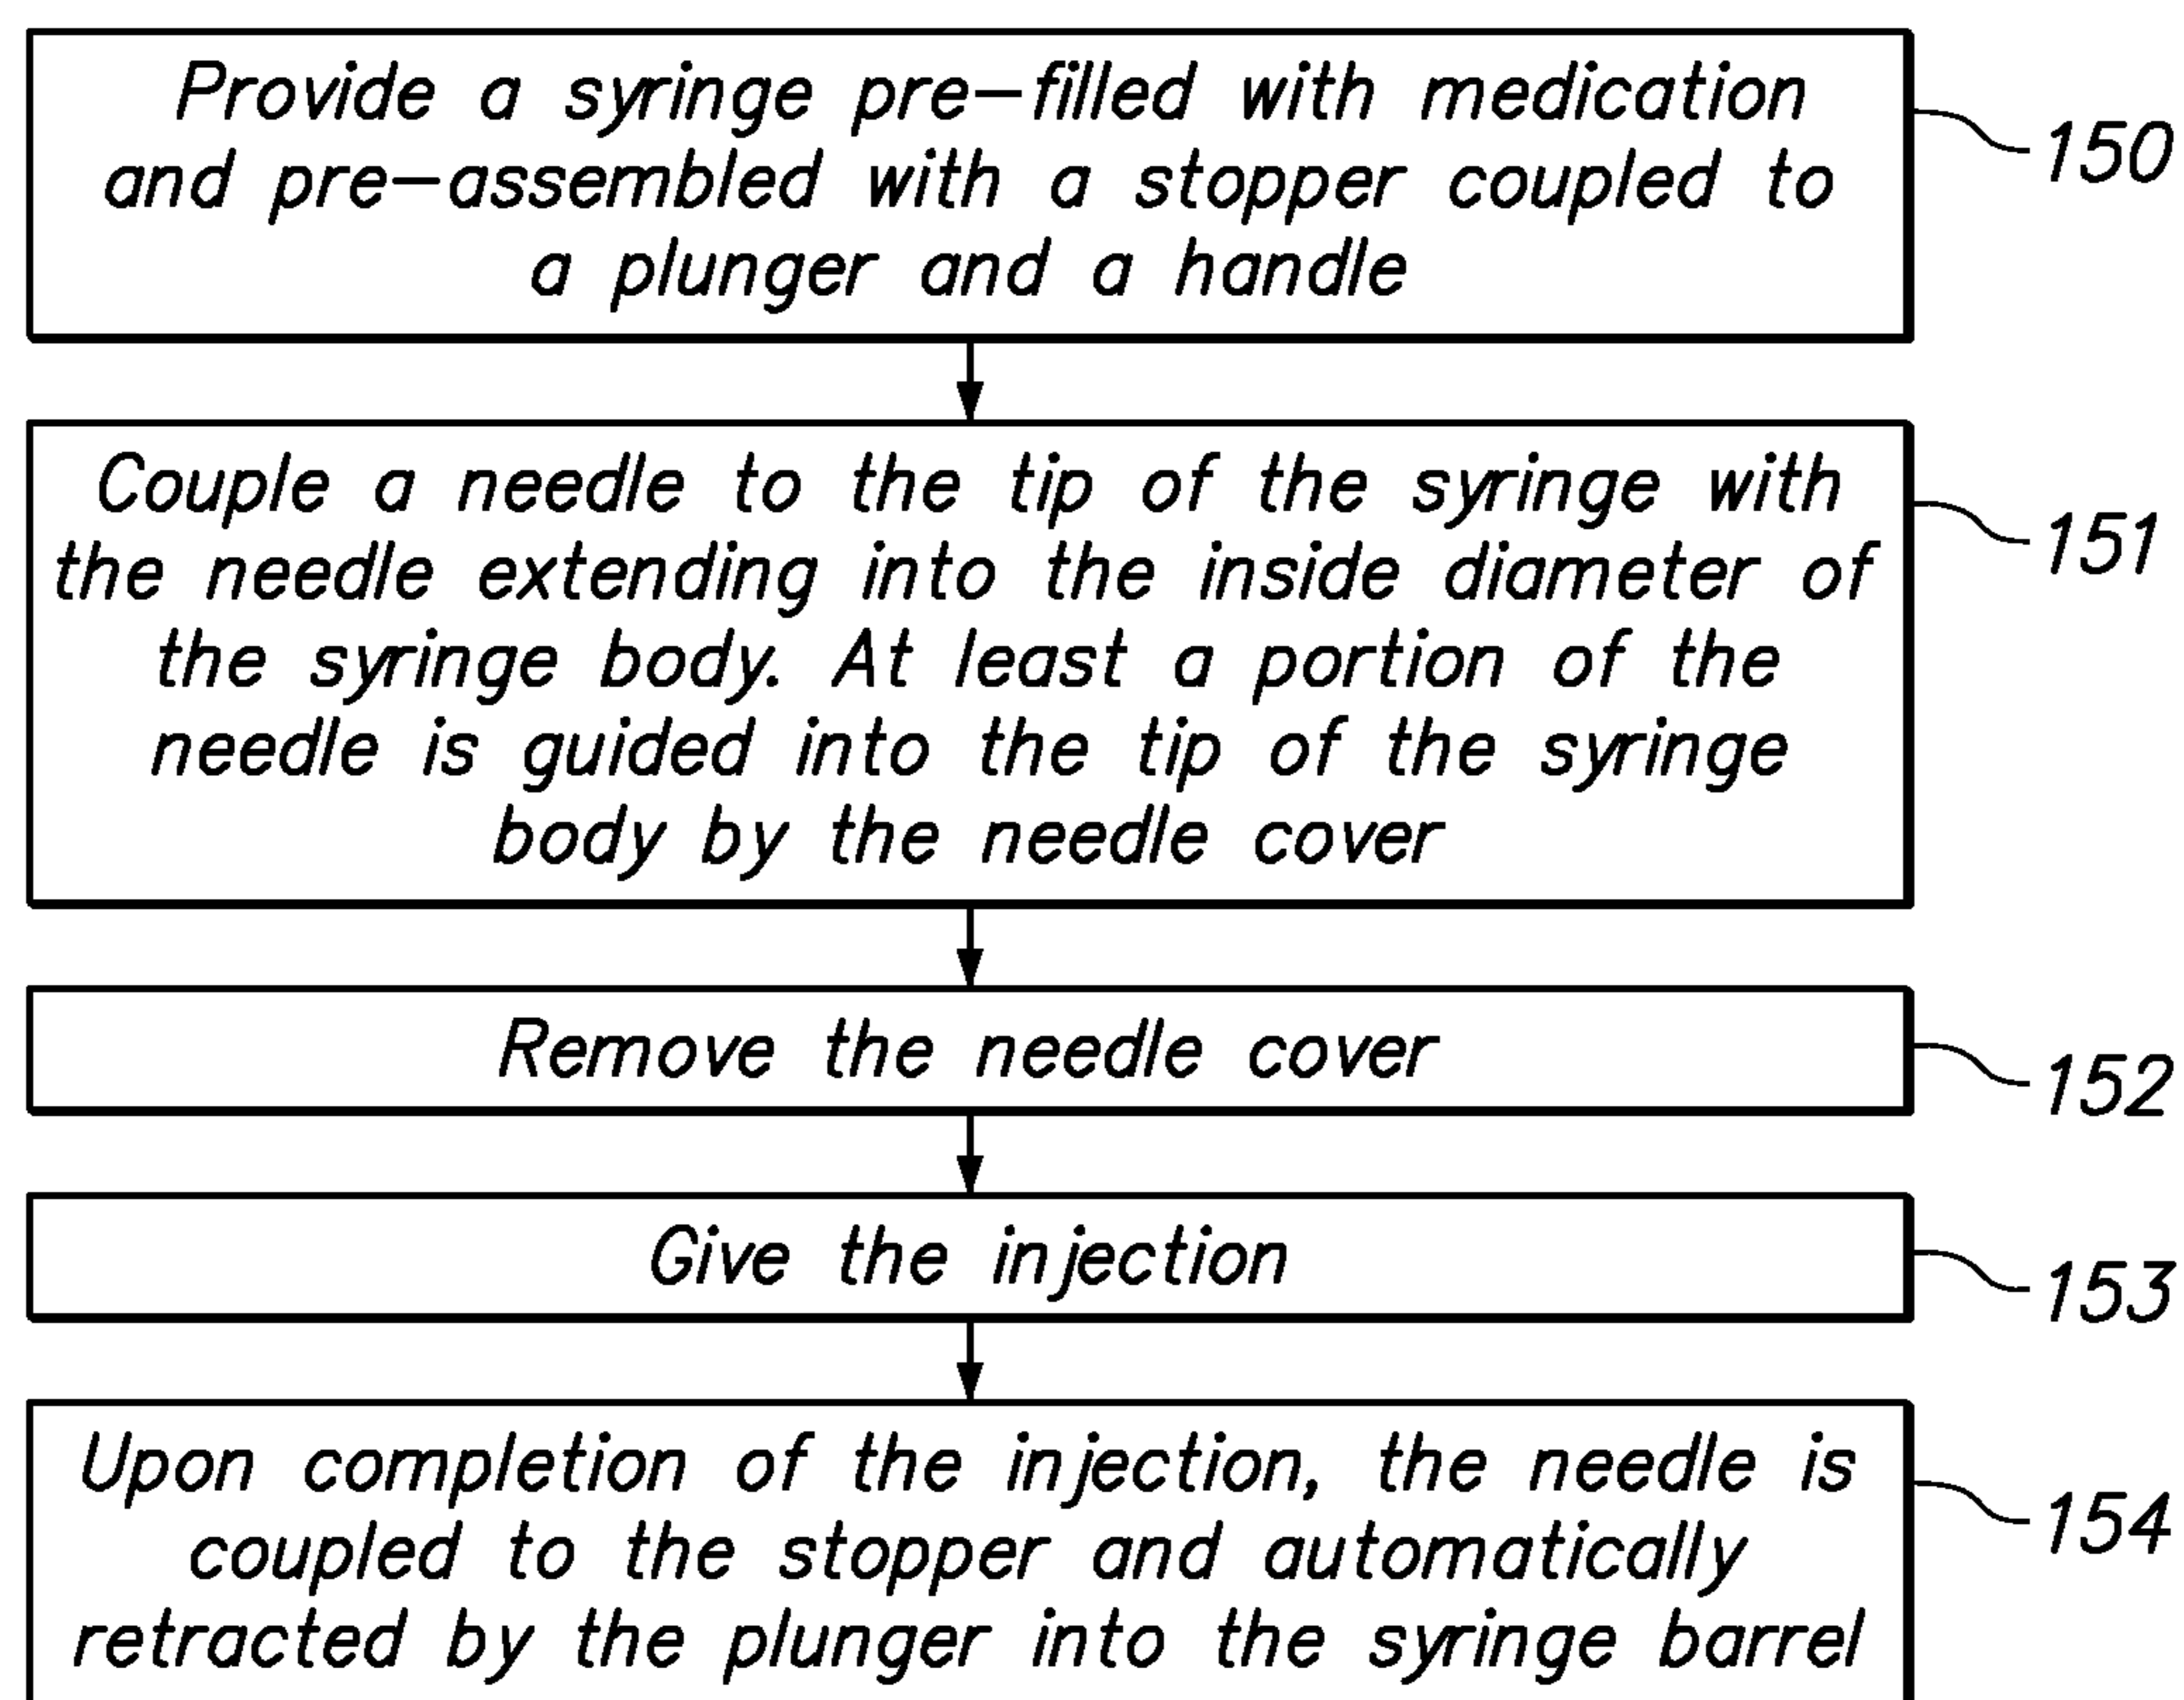 Provide a syringe pre-filled with medication
and pre-assembled with a stopper coupled to
a plunger and a handle
150
Couple a needle to the tip of the syringe with
the needle extending into the inside diameter of
the syringe body. At least a portion of the
needle is guided into the tip of the syringe
body by the needle cover
151
Remove the needle cover
152
Give the injection
153
Upon completion of the injection, the needle is
coupled to the stopper and automatically
retracted by the plunger into the syringe barrel
154